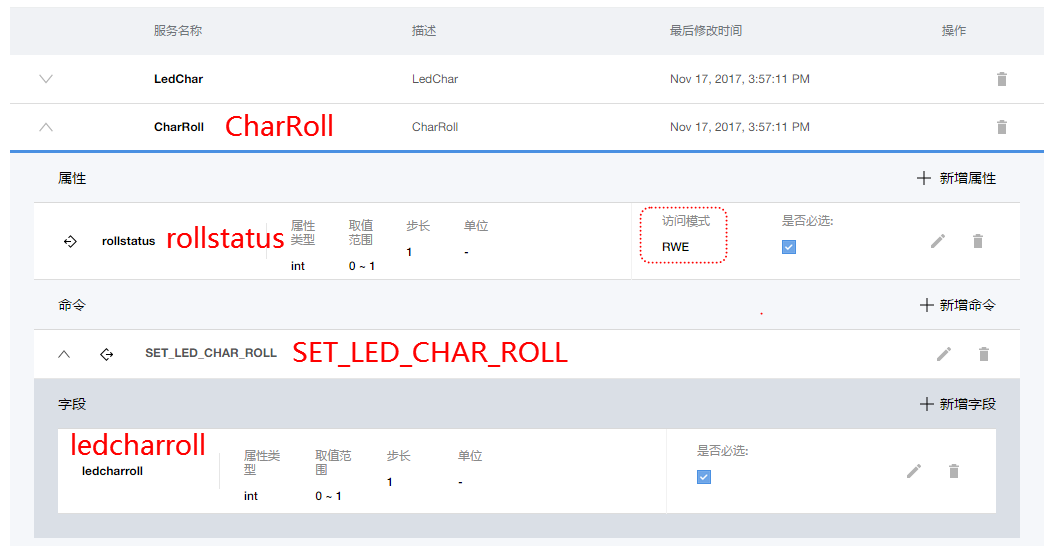 服务名称 描述 最后修改时间 操作
LedChar LedChar Nov 17, 2017, 3:57:11 PM
CharRoll CharRoll CharRoll Nov 17, 2017, 3:57:11 PM
属性 新增属性
属性类型 取值范围 步长 单位 访问模式 是否必选:
rollstatus rollstatus int 0 ~ 1 1 - RWE
命令 新增命令
SET_LED_CHAR_ROLL SET_LED_CHAR_ROLL
字段 新增字段
ledcharroll
属性类型 取值范围 步长 单位 是否必选:
ledcharroll int 0 ~ 1 1 -